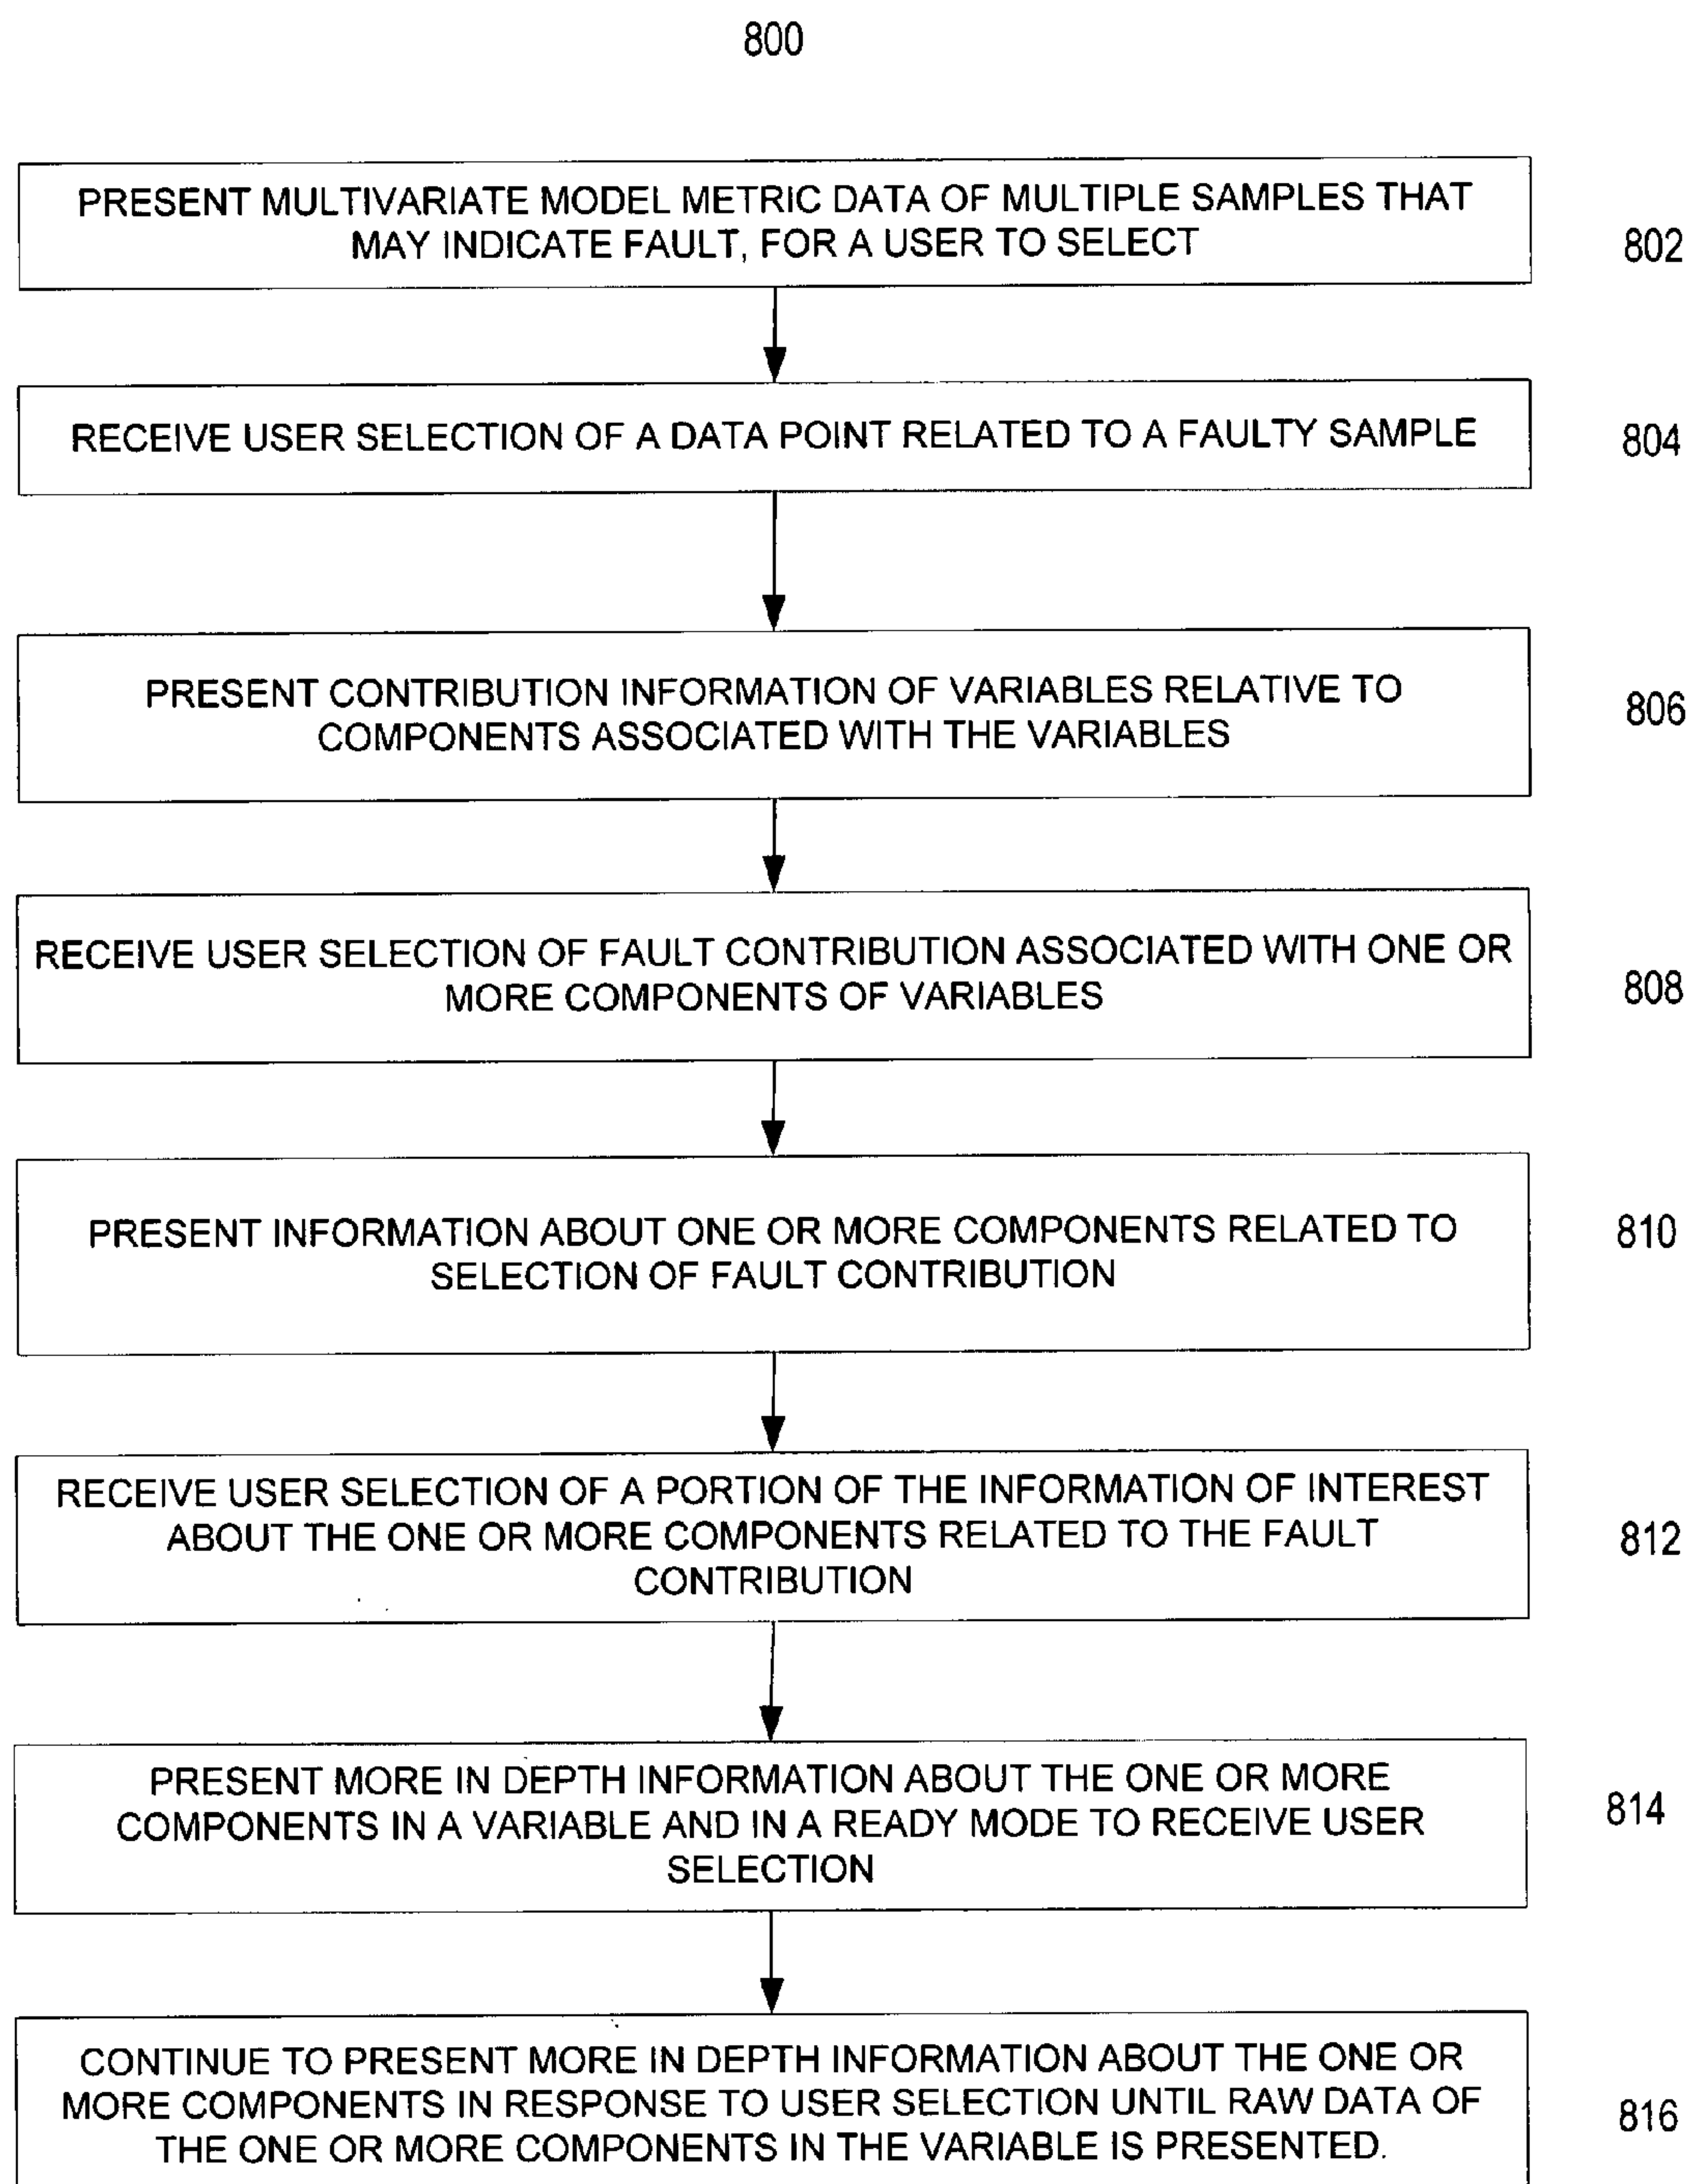 800
PRESENT MULTIVARIATE MODEL METRIC DATA OF MULTIPLE SAMPLES THAT
MAY INDICATE FAULT, FOR A USER TO SELECT
802
RECEIVE USER SELECTION OF A DATA POINT RELATED TO A FAULTY SAMPLE
804
PRESENT CONTRIBUTION INFORMATION OF VARIABLES RELATIVE TO
COMPONENTS ASSOCIATED WITH THE VARIABLES
806
RECEIVE USER SELECTION OF FAULT CONTRIBUTION ASSOCIATED WITH ONE OR
MORE COMPONENTS OF VARIABLES
808
PRESENT INFORMATION ABOUT ONE OR MORE COMPONENTS RELATED TO
SELECTION OF FAULT CONTRIBUTION
810
RECEIVE USER SELECTION OF A PORTION OF THE INFORMATION OF INTEREST
ABOUT THE ONE OR MORE COMPONENTS RELATED TO THE FAULT
CONTRIBUTION
812
PRESENT MORE IN DEPTH INFORMATION ABOUT THE ONE OR MORE
COMPONENTS IN A VARIABLE AND IN A READY MODE TO RECEIVE USER
SELECTION
814
CONTINUE TO PRESENT MORE IN DEPTH INFORMATION ABOUT THE ONE OR
MORE COMPONENTS IN RESPONSE TO USER SELECTION UNTIL RAW DATA OF
THE ONE OR MORE COMPONENTS IN THE VARIABLE IS PRESENTED.
816